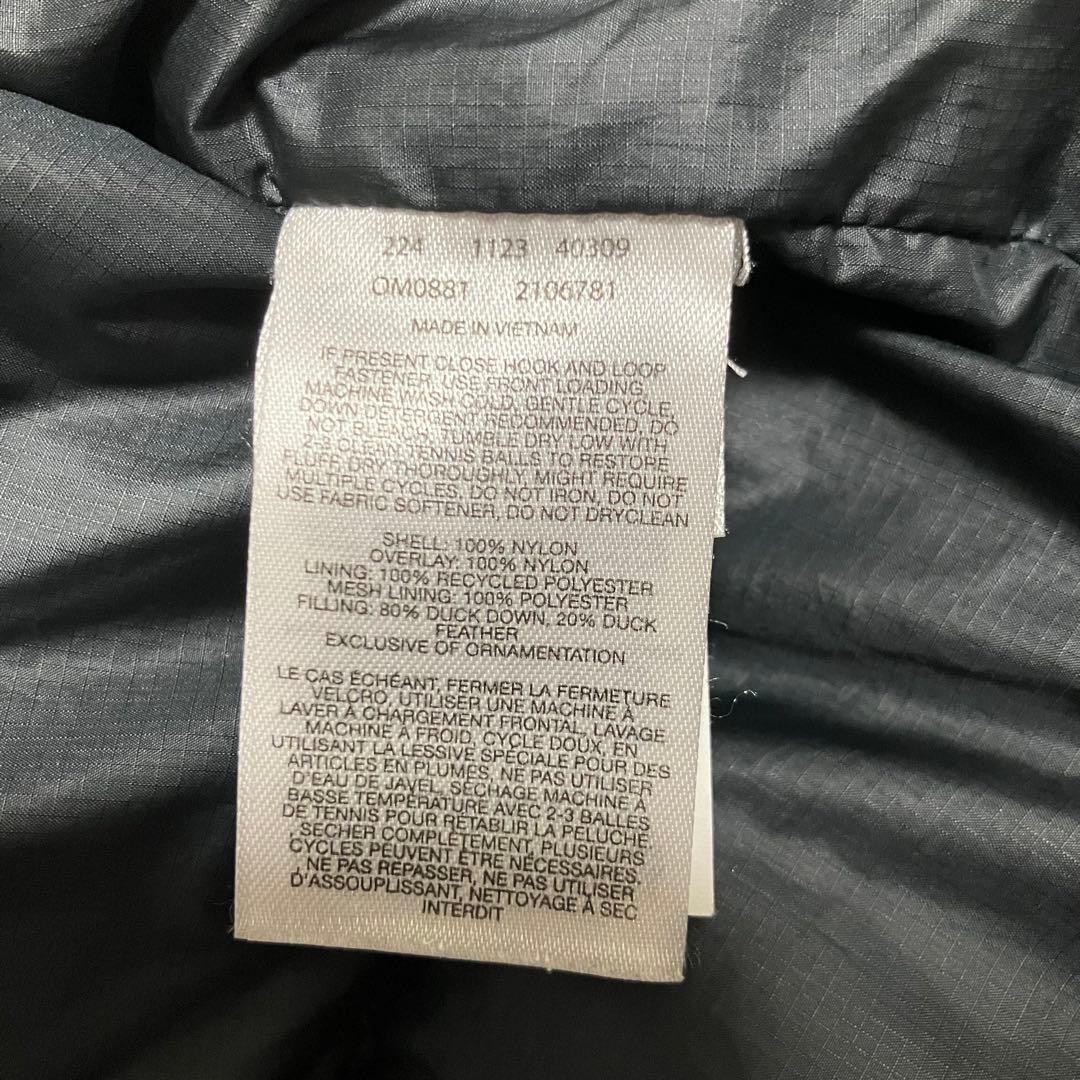 224 1123 40309
OM0881 2106781
MADE IN VIETNAM
IF PRESENT CLOSE HOOK AND LOOP
FASTENER, USE FRONT LOADING
MACHINE WASH COLD, GENTLE CYCLE,
DOWN DETERGENT RECOMMENDED, DO
NOT BLEACH, TUMBLE DRY LOW WITH
2-3 CLEAN TENNIS BALLS TO RESTORE
FLUFF, DRY THOROUGHLY, MIGHT REQUIRE
MULTIPLE CYCLES, DO NOT IRON, DO NOT
USE FABRIC SOFTENER, DO NOT DRYCLEAN
SHELL: 100% NYLON
OVERLAY: 100% NYLON
LINING: 100% RECYCLED POLYESTER
MESH LINING: 100% POLYESTER
FILLING: 80% DUCK DOWN, 20% DUCK
FEATHER
EXCLUSIVE OF ORNAMENTATION
LE CAS ÉCHÉANT, FERMER LA FERMETURE
VELCRO, UTILISER UNE MACHINE À
LAVER À CHARGEMENT FRONTAL, LAVAGE
MACHINE À FROID, CYCLE DOUX, EN
UTILISANT LA LESSIVE SPÉCIALE POUR DES
ARTICLES EN PLUMES, NE PAS UTILISER
D'EAU DE JAVEL, SÉCHAGE MACHINE À
BASSE TEMPÉRATURE AVEC 2-3 BALLES
DE TENNIS POUR RÉTABLIR LA PELUCHE,
SÉCHER COMPLÈTEMENT, PLUSIEURS
CYCLES PEUVENT ÊTRE NÉCESSAIRES,
NE PAS REPASSER, NE PAS UTILISER
D'ASSOUPLISSANT, NETTOYAGE À SEC
INTERDIT